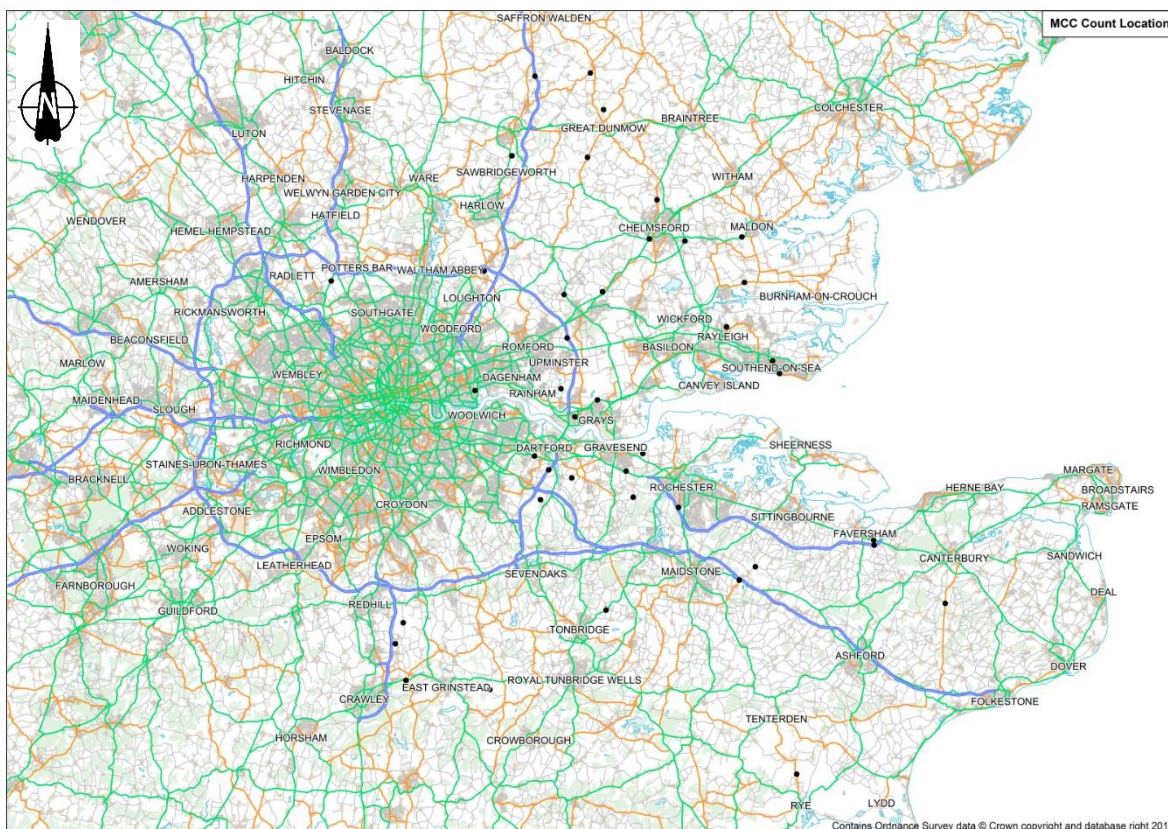 MCC Count Location
N
SAFFRON WALDEN
BALDOCK
HITCHIN
STEVENAGE
COLCHESTER
LUTON
GREAT DUNMOW
BRAINTREE
HARPENDEN
SAWBRIDGEWORTH
WARE
WITHAM
WELWYN GARDEN CITY
HARLOW
WENDOVER
HATFIELD
HEMEL HEMPSTEAD
CHELMSFORD
MALDON
POTTERS BAR
WALTHAM ABBEY
RADLETT
AMERSHAM
LOUGHTON
BURNHAM-ON-CROUCH
RICKMANSWORTH
SOUTHGATE
WICKFORD
WOODFORD
RAYLEIGH
BEACONSFIELD
ROMFORD
BASILDON
MARLOW
UPMINSTER
SOUTHEND-ON-SEA
WEMBLEY
DAGENHAM
CANVEY ISLAND
RAINHAM
MAIDENHEAD
SLOUGH
WOOLWICH
GRAYS
RICHMOND
DARTFORD
GRAVESEND
SHEERNESS
STAINES-UPON-THAMES
WIMBLEDON
MARGATE
BRACKNELL
ROCHESTER
HERNE BAY
BROADSTAIRS
CROYDON
RAMSGATE
ADDLESTONE
SITTINGBOURNE
EPSOM
FAVERSHAM
WOKING
CANTERBURY
SANDWICH
LEATHERHEAD
SEVENOAKS
MAIDSTONE
FARNBOROUGH
DEAL
REDHILL
GUILDFORD
TONBRIDGE
ASHFORD
DOVER
ROYAL TUNBRIDGE WELLS
EAST GRINSTEAD
CRAWLEY
FOLKESTONE
TENTERDEN
HORSHAM
CROWBOROUGH
RYE
LYDD
Contains Ordnance Survey data © Crown copyright and database right 201